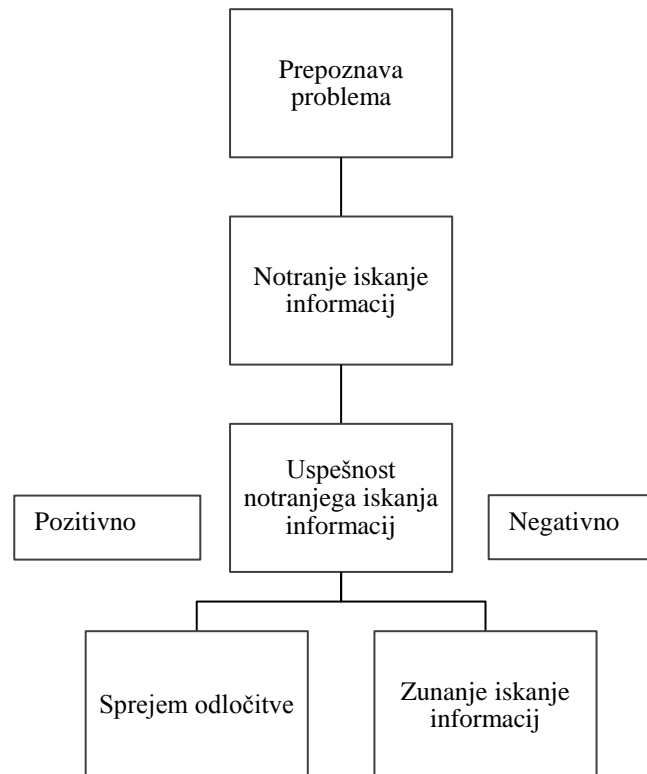 Prepoznava
problema
Notranje iskanje
informacij
Uspešnost
notranjega iskanja
informacij
Pozitivno
Negativno
Sprejem odločitve
Zunanje iskanje
informacij